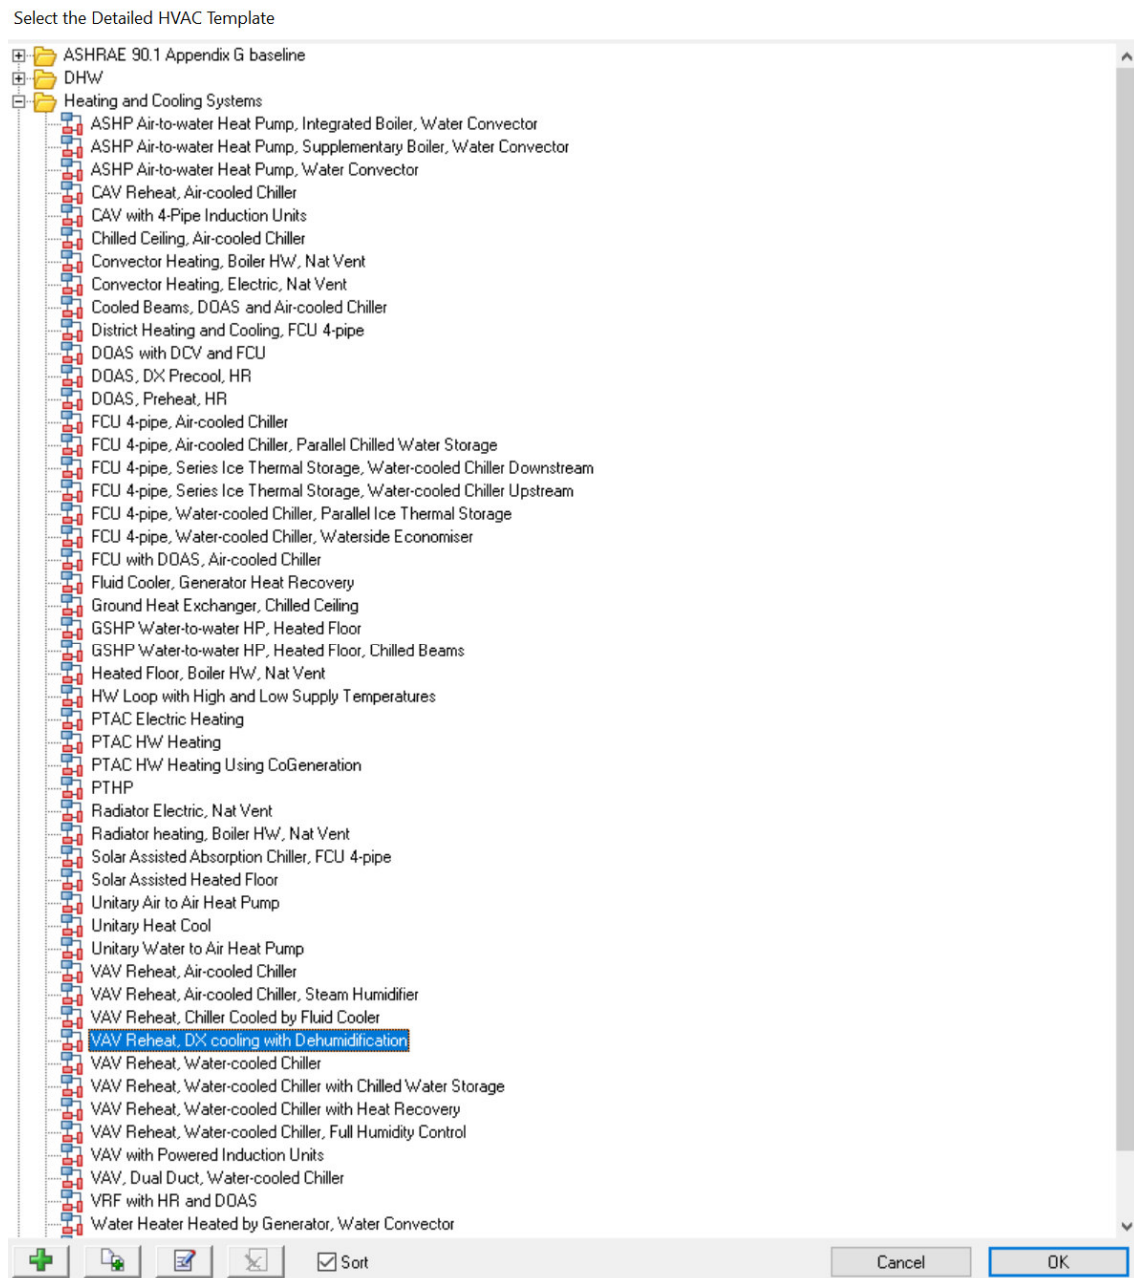 Select the Detailed HVAC Template
ASHRAE 90.1 Appendix G baseline
DHW
Heating and Cooling Systems
ASHP Air-to-water Heat Pump, Integrated Boiler, Water Convector
ASHP Air-to-water Heat Pump, Supplementary Boiler, Water Convector
ASHP Air-to-water Heat Pump, Water Convector
CAV Reheat, Air-cooled Chiller
CAV with 4-Pipe Induction Units
Chilled Ceiling, Air-cooled Chiller
Convector Heating, Boiler HW, Nat Vent
Convector Heating, Electric, Nat Vent
Cooled Beams, DOAS and Air-cooled Chiller
District Heating and Cooling, FCU 4-pipe
DOAS with DCV and FCU
DOAS, DX Precool, HR
DOAS, Preheat, HR
FCU 4-pipe, Air-cooled Chiller
FCU 4-pipe, Air-cooled Chiller, Parallel Chilled Water Storage
FCU 4-pipe, Series Ice Thermal Storage, Water-cooled Chiller Downstream
FCU 4-pipe, Series Ice Thermal Storage, Water-cooled Chiller Upstream
FCU 4-pipe, Water-cooled Chiller, Parallel Ice Thermal Storage
FCU 4-pipe, Water-cooled Chiller, Waterside Economiser
FCU with DOAS, Air-cooled Chiller
Fluid Cooler, Generator Heat Recovery
Ground Heat Exchanger, Chilled Ceiling
GSHP Water-to-water HP, Heated Floor
GSHP Water-to-water HP, Heated Floor, Chilled Beams
Heated Floor, Boiler HW, Nat Vent
HW Loop with High and Low Supply Temperatures
PTAC Electric Heating
PTAC HW Heating
PTAC HW Heating Using CoGeneration
PTHP
Radiator Electric, Nat Vent
Radiator heating, Boiler HW, Nat Vent
Solar Assisted Absorption Chiller, FCU 4-pipe
Solar Assisted Heated Floor
Unitary Air to Air Heat Pump
Unitary Heat Cool
Unitary Water to Air Heat Pump
VAV Reheat, Air-cooled Chiller
VAV Reheat, Air-cooled Chiller, Steam Humidifier
VAV Reheat, Chiller Cooled by Fluid Cooler
VAV Reheat, DX cooling with Dehumidification
VAV Reheat, Water-cooled Chiller
VAV Reheat, Water-cooled Chiller with Chilled Water Storage
VAV Reheat, Water-cooled Chiller with Heat Recovery
VAV Reheat, Water-cooled Chiller, Full Humidity Control
VAV with Powered Induction Units
VAV, Dual Duct, Water-cooled Chiller
VRF with HR and DOAS
Water Heater Heated by Generator, Water Convector
Sort Cancel OK